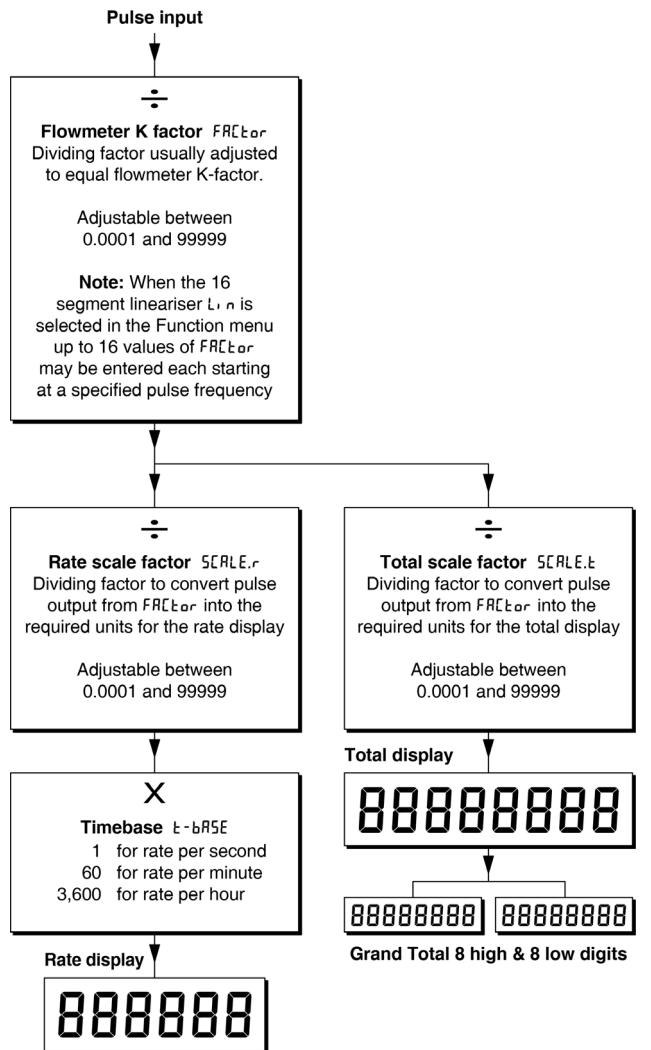 Pulse input
÷
Flowmeter K factor FACtor
Dividing factor usually adjusted
to equal flowmeter K-factor.
Adjustable between
0.0001 and 99999
Note: When the 16
segment lineariser Lin is
selected in the Function menu
up to 16 values of FACtor
may be entered each starting
at a specified pulse frequency
÷
Rate scale factor SCALE.r
Dividing factor to convert pulse
output from FACtor into the
required units for the rate display
Adjustable between
0.0001 and 99999
÷
Total scale factor SCALE.t
Dividing factor to convert pulse
output from FACtor into the
required units for the total display
Adjustable between
0.0001 and 99999
X
Timebase t-bASE
1 for rate per second
60 for rate per minute
3,600 for rate per hour
Rate display
888888
Total display
88888888
88888888 88888888
Grand Total 8 high & 8 low digits